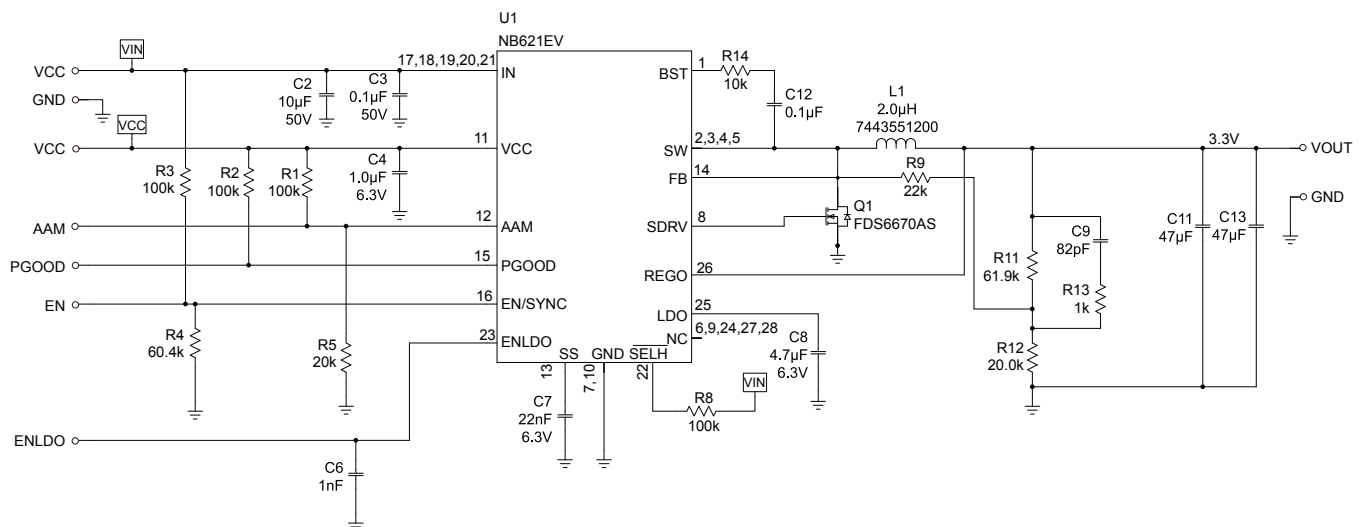 U1
NB621EV
VIN
17,18,19,20,21
VCC
IN
BST
1
R14
10k
C2
10µF
50V
C3
0.1µF
50V
C12
0.1µF
L1
2.0µH
7443551200
GND
VCC
VCC
11
VCC
SW
2,3,4,5
3.3V
VOUT
R3
100k
R2
100k
R1
100k
C4
1.0µF
6.3V
FB
14
R9
22k
GND
AAM
12
AAM
SDRV
8
Q1
FDS6670AS
C11
47µF
C13
47µF
C9
82pF
PGOOD
15
PGOOD
REGO
26
R11
61.9k
R13
1k
EN
16
EN/SYNC
LDO
25
R4
60.4k
R5
20k
23
ENLDO
NC
6,9,24,27,28
C8
4.7µF
6.3V
R12
20.0k
SS
GND
SELH
13
7,10
22
VIN
C7
22nF
6.3V
R8
100k
ENLDO
C6
1nF